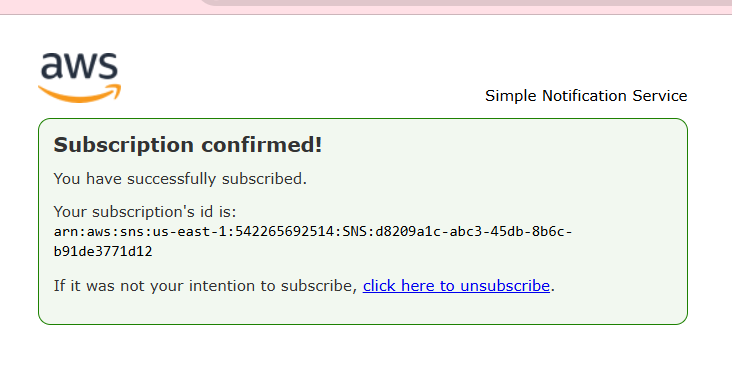 aws
Simple Notification Service
Subscription confirmed!
You have successfully subscribed.
Your subscription's id is:
arn:aws:sns:us-east-1:542265692514:SNS:d8209a1c-abc3-45db-8b6c-
b91de3771d12
If it was not your intention to subscribe, click here to unsubscribe.